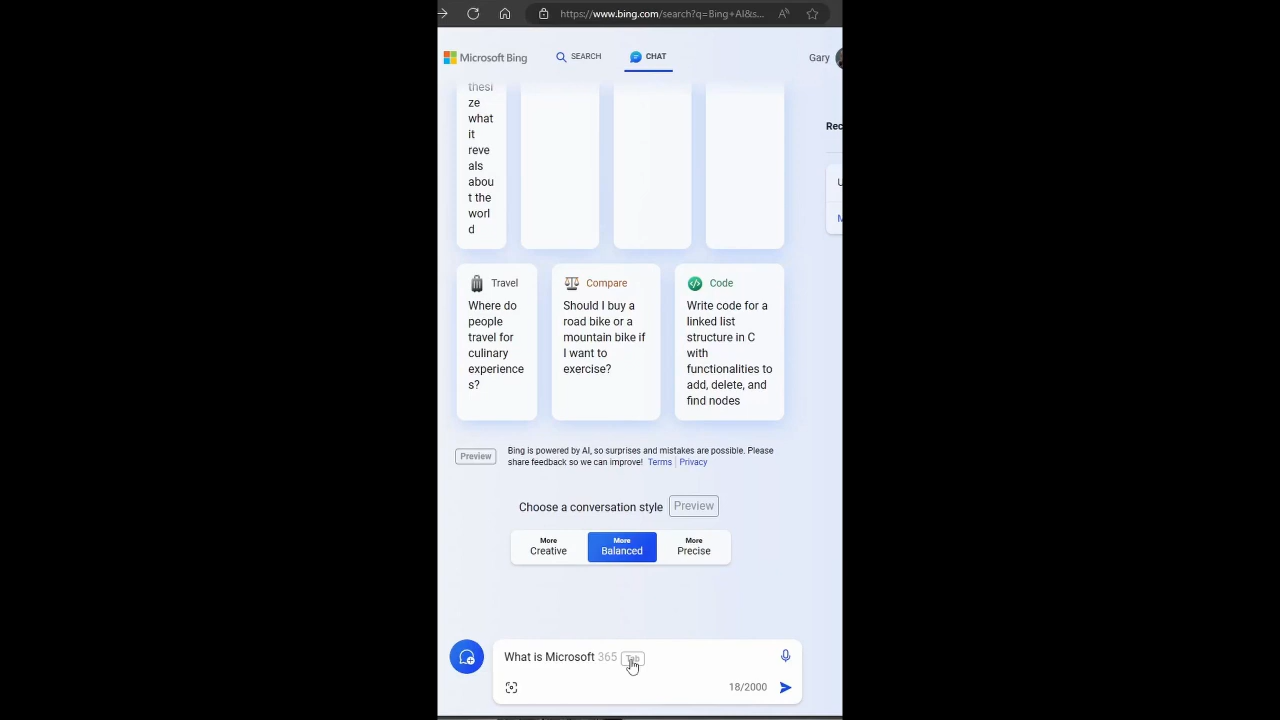 https://www.bing.com/search?q=Bing+AI&s...
Microsoft Bing
SEARCH
CHAT
Gary
thesi
ze
what
it
reve
als
abou
t the
worl
d
Rec
U
M
Travel
Where do
people
travel for
culinary
experience
s?
Compare
Should I buy a
road bike or a
mountain bike if
I want to
exercise?
Code
Write code for a
linked list
structure in C
with
functionalities to
add, delete, and
find nodes
Preview
Bing is powered by AI, so surprises and mistakes are possible. Please
share feedback so we can improve! Terms | Privacy
Choose a conversation style Preview
More
Creative
More
Balanced
More
Precise
What is Microsoft 365 Tab
18/2000